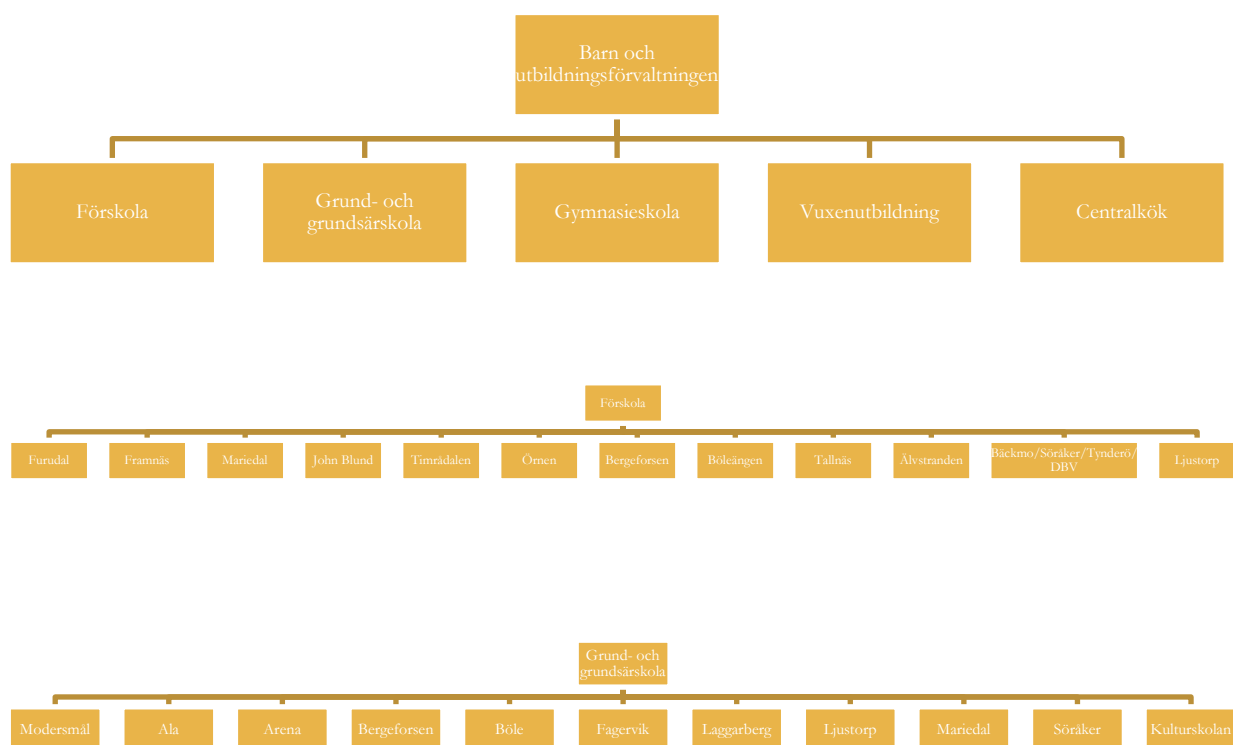 Barn och
utbildningsförvaltningen
Förskola
Grund- och
grundsärskola
Gymnasieskola
Vuxenutbildning
Centralkök
Förskola
Furudal
Framnäs
Mariedal
John Blund
Timrådalen
Örnen
Bergeforsen
Böleängen
Tallnäs
Älvstranden
Bäckmo/Söråker/Tynderö/
DBV
Ljustorp
Grund- och
grundsärskola
Modersmål
Ala
Arena
Bergeforsen
Böle
Fagervik
Laggarberg
Ljustorp
Mariedal
Söråker
Kulturskolan